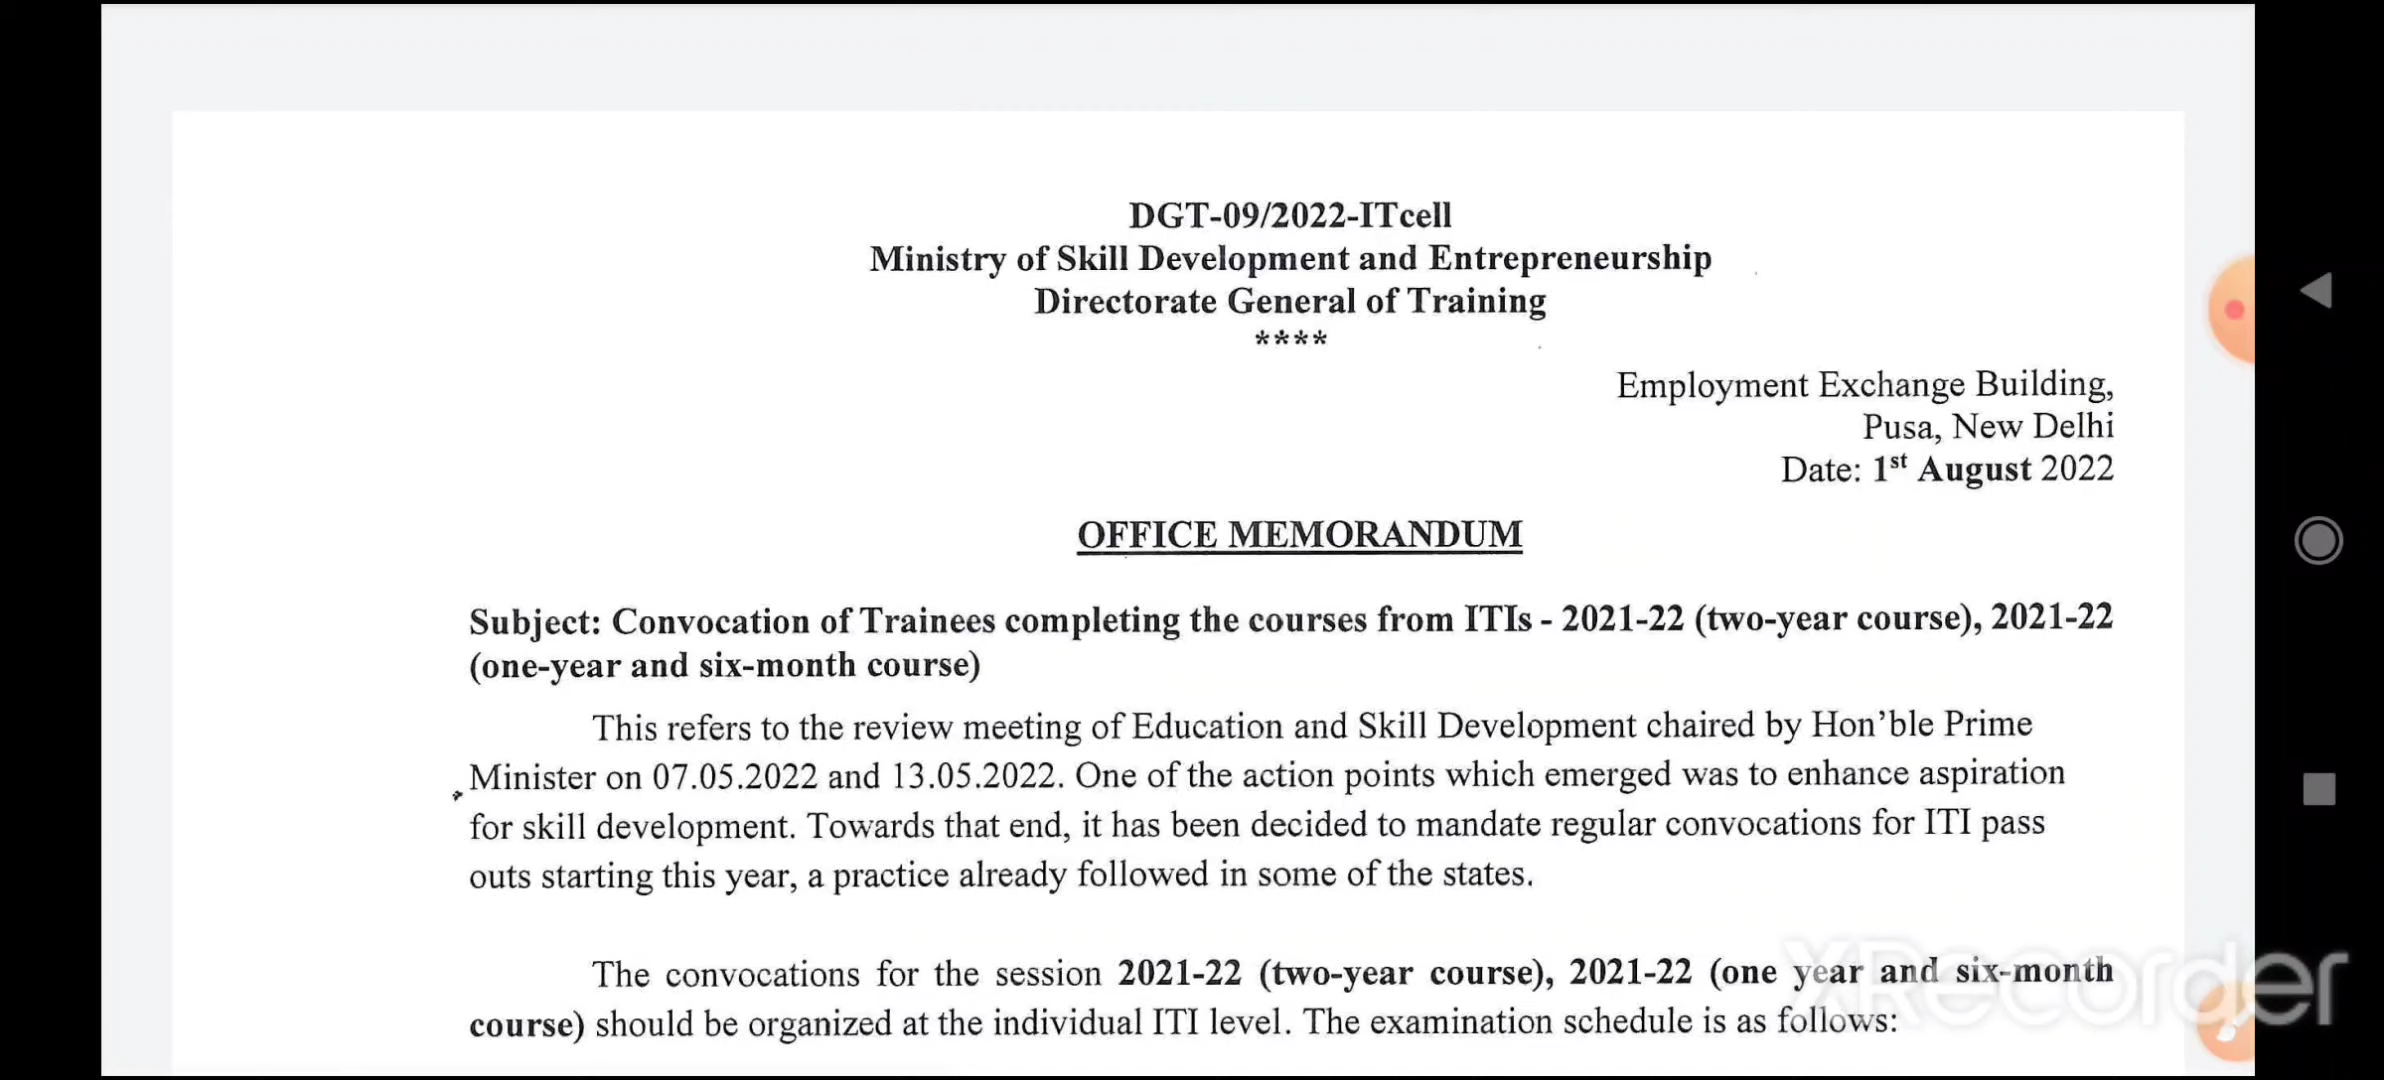 DGT-09/2022-ITcell
Ministry of Skill Development and Entrepreneurship
Directorate General of Training
****
Employment Exchange Building,
Pusa, New Delhi
Date: 1st August 2022
OFFICE MEMORANDUM
Subject: Convocation of Trainees completing the courses from ITIs - 2021-22 (two-year course), 2021-22
(one-year and six-month course)
This refers to the review meeting of Education and Skill Development chaired by Hon’ble Prime
Minister on 07.05.2022 and 13.05.2022. One of the action points which emerged was to enhance aspiration
for skill development. Towards that end, it has been decided to mandate regular convocations for ITI pass
outs starting this year, a practice already followed in some of the states.
The convocations for the session 2021-22 (two-year course), 2021-22 (one year and six-month
course) should be organized at the individual ITI level. The examination schedule is as follows:
XRecorder